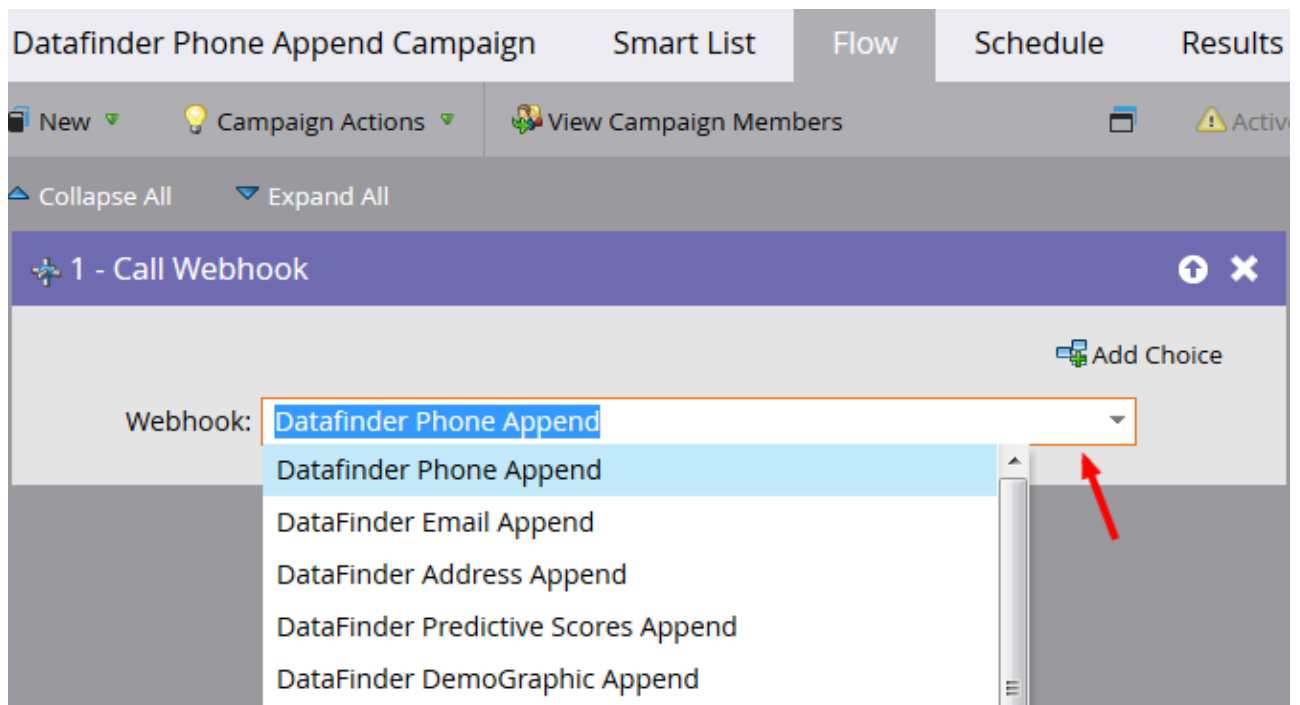 Datafinder Phone Append Campaign Smart List Flow Schedule Results
New Campaign Actions View Campaign Members
Collapse All Expand All
1 - Call Webhook
Add Choice
Webhook: Datafinder Phone Append
Datafinder Phone Append
DataFinder Email Append
DataFinder Address Append
DataFinder Predictive Scores Append
DataFinder DemoGraphic Append